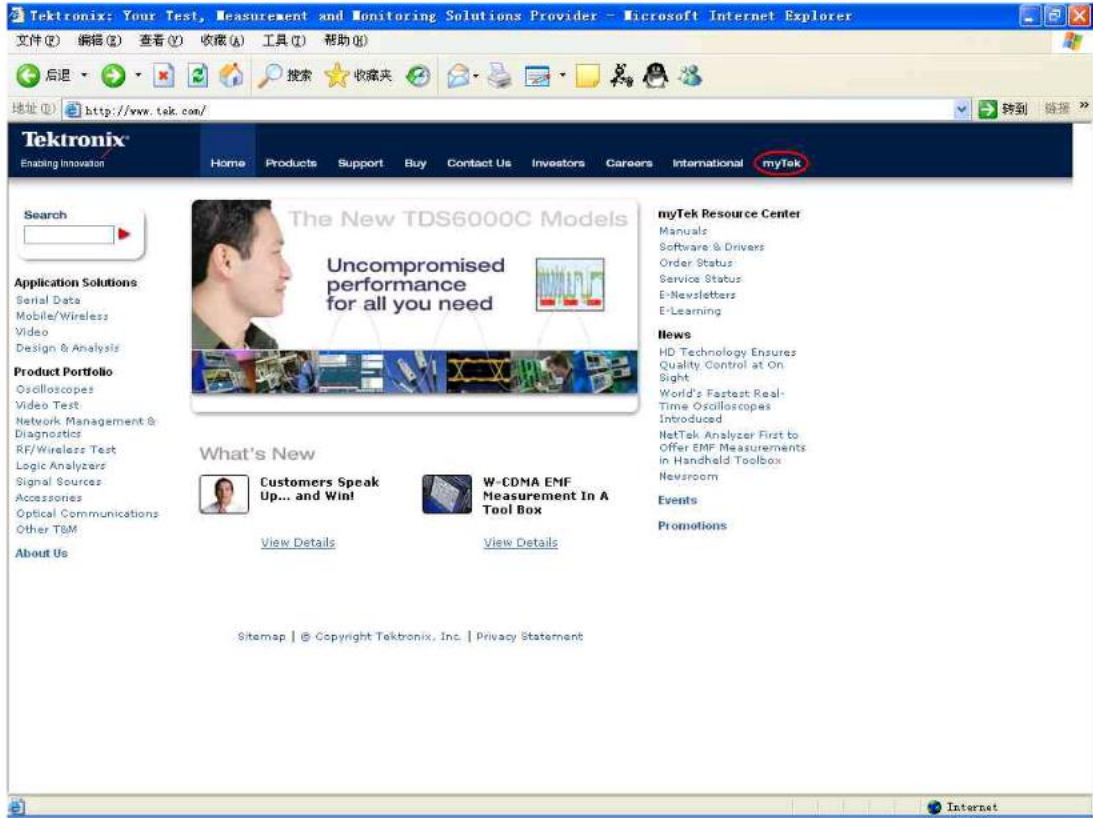 Tektronix: Your Test, Measurement and Monitoring Solutions Provider - Microsoft Internet Explorer
文件(F) 编辑(E) 查看(V) 收藏(A) 工具(T) 帮助(H)
后退 搜索 收藏夹
地址(D) http://www.tek.com/ 转到 链接 »
Tektronix
Enabling Innovation
Home Products Support Buy Contact Us Investors Careers International myTek
Search
Application Solutions
Serial Data
Mobile/Wireless
Video
Design & Analysis
Product Portfolio
Oscilloscopes
Video Test
Network Management &
Diagnostics
RF/Wireless Test
Logic Analyzers
Signal Sources
Accessories
Optical Communications
Other T&M
About Us
The New TDS6000C Models
Uncompromised
performance
for all you need
What's New
Customers Speak
Up... and Win!
View Details
W-CDMA EMF
Measurement In A
Tool Box
View Details
myTek Resource Center
Manuals
Software & Drivers
Order Status
Service Status
E-Newsletters
E-Learning
News
HD Technology Ensures
Quality Control at On
Sight
World's Fastest Real-
Time Oscilloscopes
Introduced
NetTek Analyzer First to
Offer EMF Measurements
in Handheld Toolbox
Newsroom
Events
Promotions
Sitemap | © Copyright Tektronix, Inc. | Privacy Statement
Internet